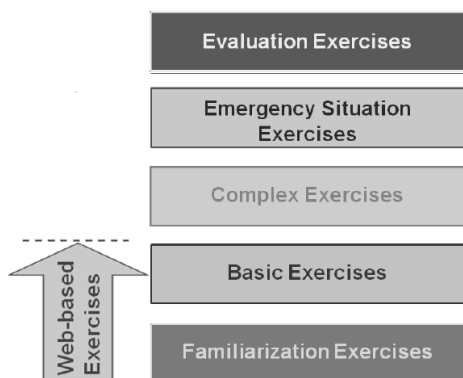 Evaluation Exercises
Emergency Situation
Exercises
Complex Exercises
Basic Exercises
Familiarization Exercises
Web-based
Exercises